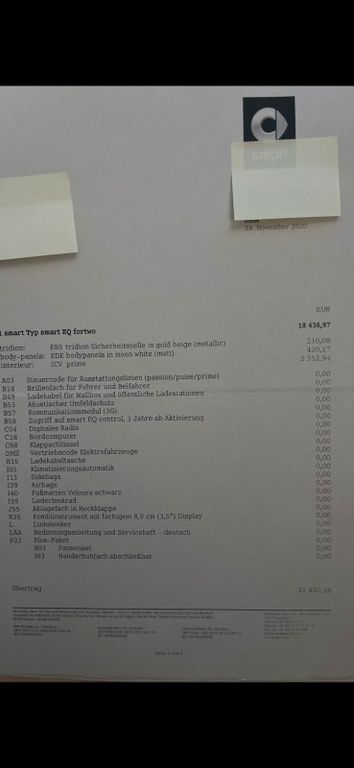 smart
24. November 2020
EUR
1 smart Typ smart EQ fortwo 18 436,97
tridion: EB5 tridion Sicherheitszelle in gold beige (metallic) 210,08
body-panels: EDE bodypanels in moon white (matt) 420,17
interieur: ICV prime 2 352,94
A03 Steuercode für Ausstattungslinien (passion/pulse/prime) 0,00
B18 Brillenfach für Fahrer und Beifahrer 0,00
B49 Ladekabel für Wallbox und öffentliche Ladestationen 0,00
B53 Akustischer Umfeldschutz 0,00
B57 Kommunikationsmodul (3G) 0,00
B58 Zugriff auf smart EQ control, 3 Jahre ab Aktivierung 0,00
C04 Digitales Radio 0,00
C18 Bordcomputer 0,00
C68 Klappschlüssel 0,00
DMZ Vertriebscode Elektrofahrzeuge 0,00
R15 Ladekabeltasche 0,00
J01 Klimatisierungsautomatik 0,00
I13 Sidebags 0,00
I39 Airbags 0,00
I40 Fußmatten Velours schwarz 0,00
I59 Lederlenkrad 0,00
J55 Ablagefach in Heckklappe 0,00
K36 Kombiinstrument mit farbigem 8,9 cm (3,5") Display 0,00
L Linkslenker 0,00
LAA Bedienungsanleitung und Serviceheft - deutsch 0,00
P23 Plus-Paket 0,00
B51 Pannenset 0,00
I63 Handschuhfach abschließbar 0,00
Übertrag 21 420,16